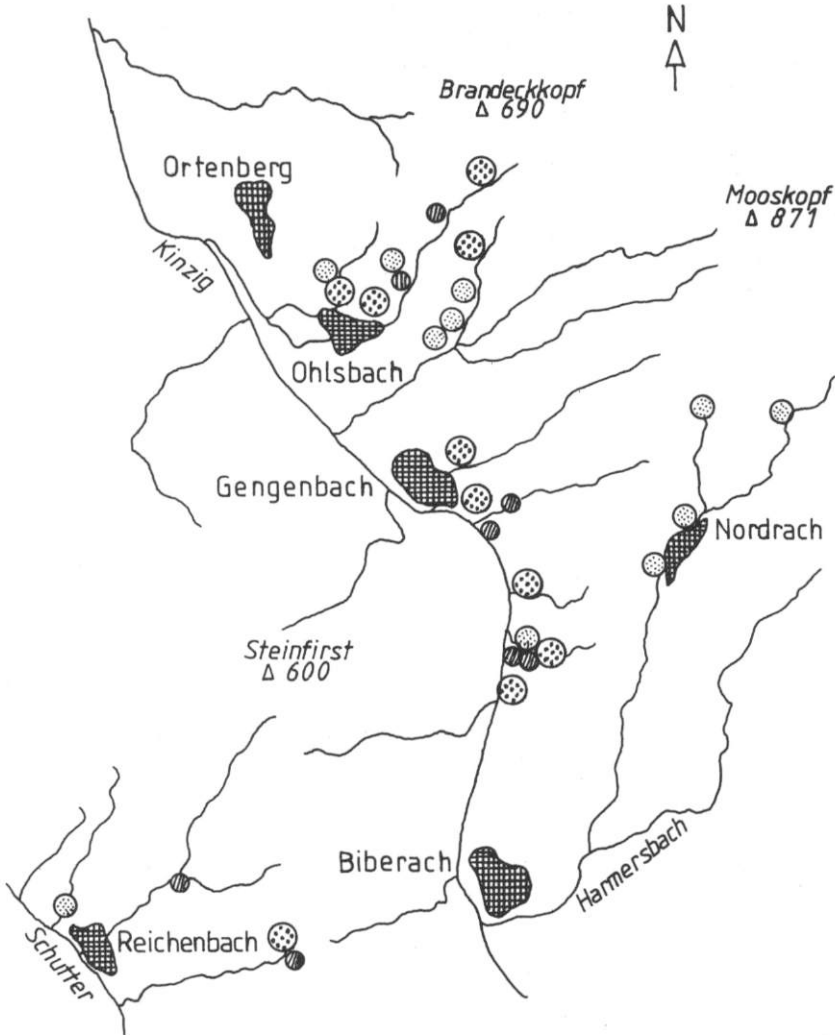 N
Brandeckkopf
Δ 690
Ortenberg
Mooskopf
Δ 871
Kinzig
Ohlsbach
Gengenbach
Nordrach
Steinfirst
Δ 600
Biberach
Harmersbach
Reichenbach
Schutter